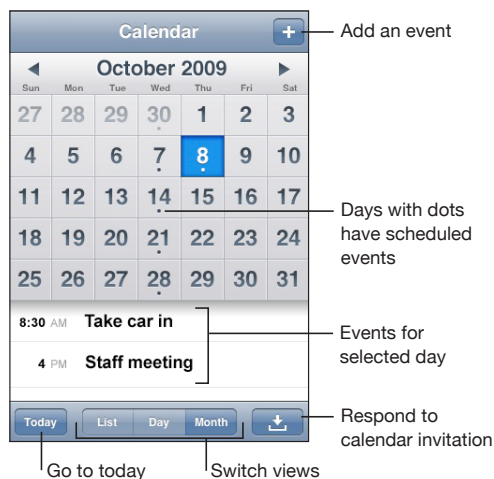 Calendar
+
Add an event
October 2009
Sun Mon Tue Wed Thu Fri Sat
27 28 29 30 1 2 3
4 5 6 7 8 9 10
11 12 13 14 15 16 17
18 19 20 21 22 23 24
25 26 27 28 29 30 31
Days with dots
have scheduled
events
8:30 AM Take car in
4 PM Staff meeting
Events for
selected day
Today List Day Month
Respond to
calendar invitation
Go to today
Switch views